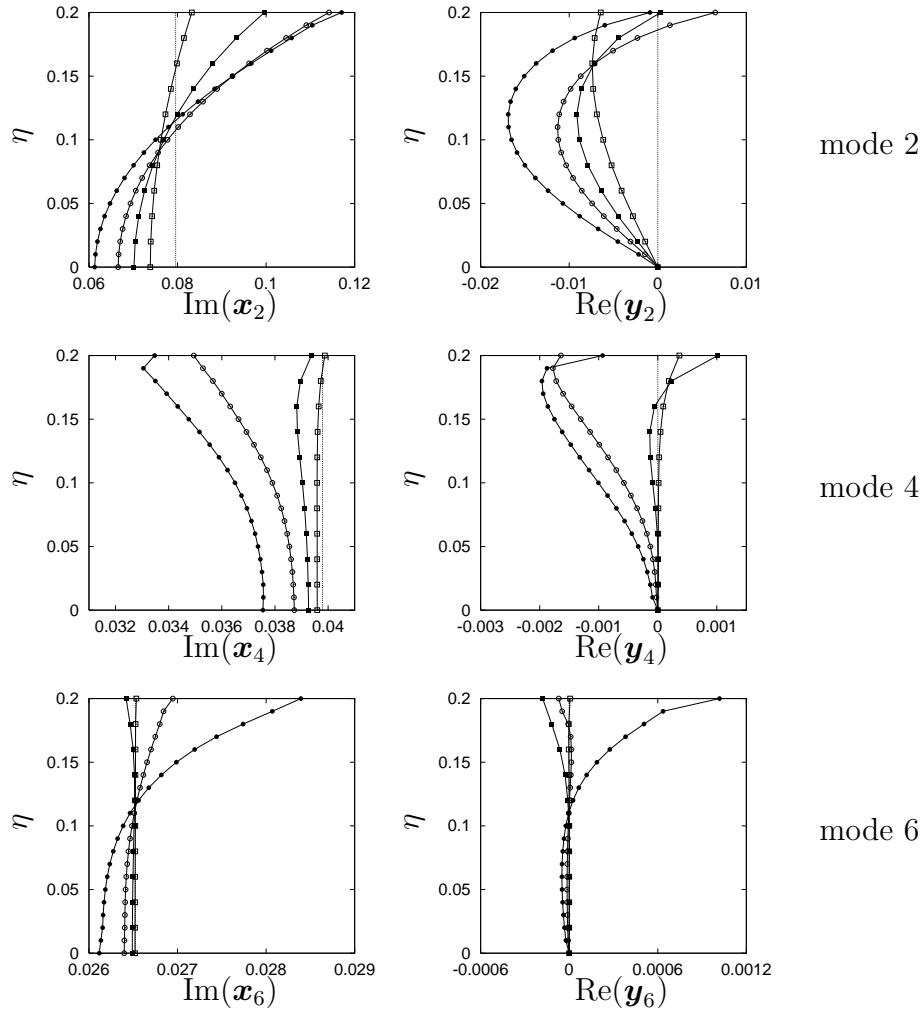 0.2
0.15
0.1
0.05
0
η
0.06 0.08 0.1 0.12
Im(x₂)
0.2
0.15
0.1
0.05
0
η
-0.02 -0.01 0 0.01
Re(y₂)
mode 2
0.2
0.15
0.1
0.05
0
η
0.032 0.034 0.036 0.038 0.04
Im(x₄)
0.2
0.15
0.1
0.05
0
η
-0.003 -0.002 -0.001 0 0.001
Re(y₄)
mode 4
0.2
0.15
0.1
0.05
0
η
0.026 0.027 0.028 0.029
Im(x₆)
0.2
0.15
0.1
0.05
0
η
-0.0006 0 0.0006 0.0012
Re(y₆)
mode 6